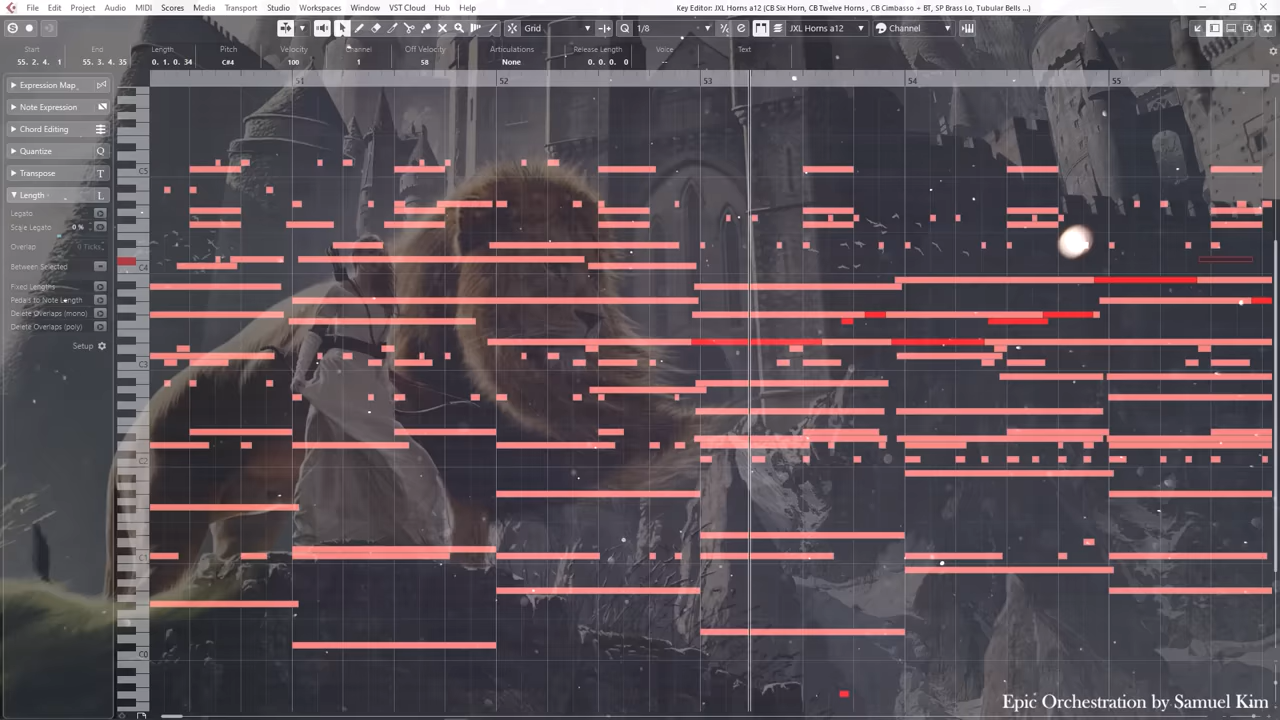 File Edit Project Audio MIDI Scores Transport Studio Workspaces Window VST Cloud Hub Help
Key Editor: JXL Horns a12 (CB Six Horn, CB Twelve Horns , CB Cimbasso + BT, SP Brass Lo, Tubular Bells ...)
S Grid Q 1/8 JXL Horns a12 Channel
Start End Length Pitch Velocity Channel Off Velocity Articulations Release Length Voice Text
55. 2. 4. 1 55. 3. 4. 35 0. 1. 0. 34 C#4 100 1 58 None 0. 0. 0. 0 --
51 52 53 54 55
Expression Map
Note Expression
Chord Editing
Quantize Q
Transpose T
Length L
Legato
Scale Legato 0 %
Overlap 0 Ticks
Between Selected
Fixed Lengths
Pedals to Note Length
Delete Overlaps (mono)
Delete Overlaps (poly)
Setup
C5
C4
C3
C2
C1
C0
Epic Orchestration by Samuel Kim